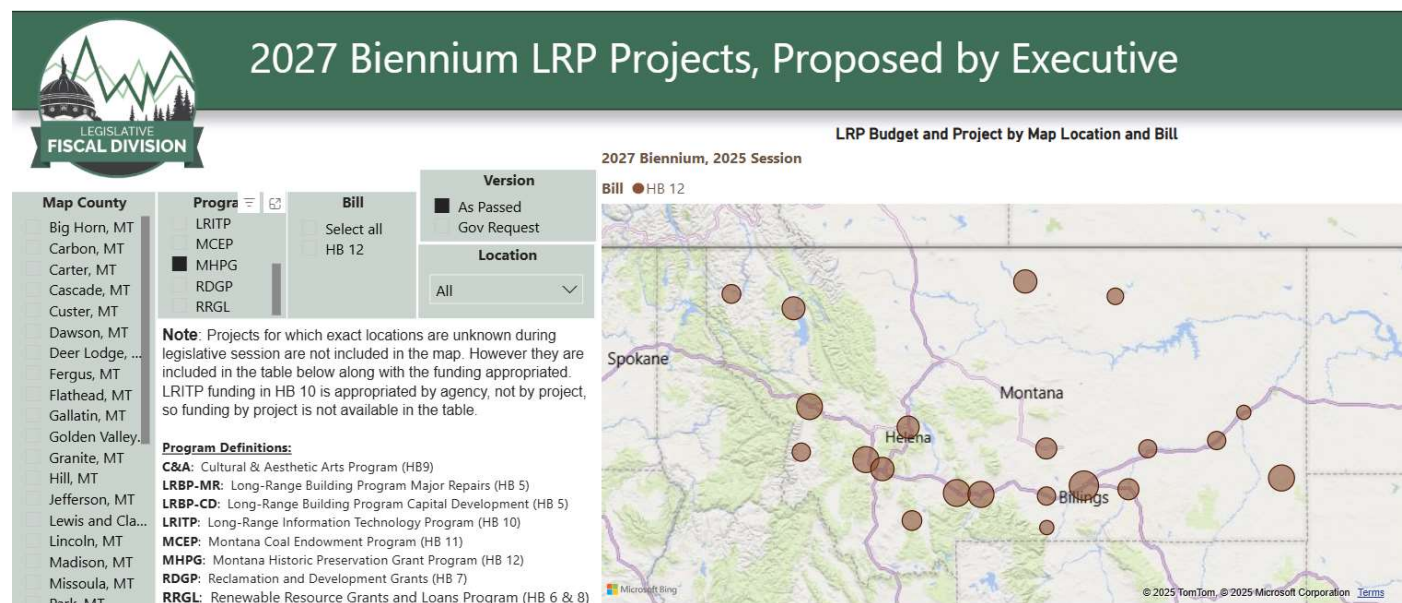 2027 Biennium LRP Projects, Proposed by Executive
LEGISLATIVE
FISCAL DIVISION
LRP Budget and Project by Map Location and Bill
2027 Biennium, 2025 Session
Bill HB 12
Map County
Big Horn, MT
Carbon, MT
Carter, MT
Cascade, MT
Custer, MT
Dawson, MT
Deer Lodge, ...
Fergus, MT
Flathead, MT
Gallatin, MT
Golden Valley...
Granite, MT
Hill, MT
Jefferson, MT
Lewis and Cla...
Lincoln, MT
Madison, MT
Missoula, MT
Park, MT
Progra
LRITP
MCEP
MHPG
RDGP
RRGL
Bill
Select all
HB 12
Version
As Passed
Gov Request
Location
All
Note: Projects for which exact locations are unknown during
legislative session are not included in the map. However they are
included in the table below along with the funding appropriated.
LRITP funding in HB 10 is appropriated by agency, not by project,
so funding by project is not available in the table.
Program Definitions:
C&A: Cultural & Aesthetic Arts Program (HB9)
LRBP-MR: Long-Range Building Program Major Repairs (HB 5)
LRBP-CD: Long-Range Building Program Capital Development (HB 5)
LRITP: Long-Range Information Technology Program (HB 10)
MCEP: Montana Coal Endowment Program (HB 11)
MHPG: Montana Historic Preservation Grant Program (HB 12)
RDGP: Reclamation and Development Grants (HB 7)
RRGL: Renewable Resource Grants and Loans Program (HB 6 & 8)
Spokane
Montana
Helena
Billings
Microsoft Bing
© 2025 TomTom, © 2025 Microsoft Corporation Terms